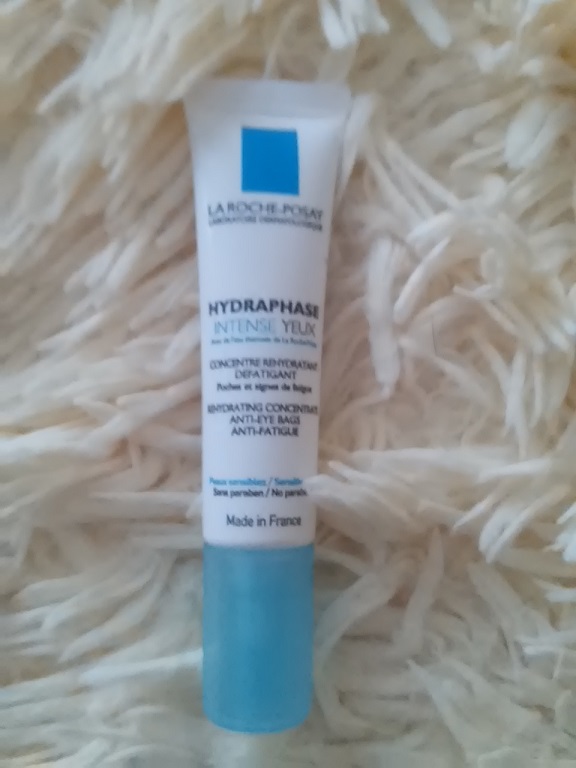 LA ROCHE-POSAY
LABORATOIRE DERMATOLOGIQUE
HYDRAPHASE
INTENSE YEUX
CONCENTRÉ RÉHYDRATANT
DÉFATIGANT
Poches et signes de fatigue
REHYDRATING CONCENTRATE
ANTI-EYE BAGS
ANTI-FATIGUE
Peaux sensibles / Sensitive
Sans paraben / No paraben
Made in France